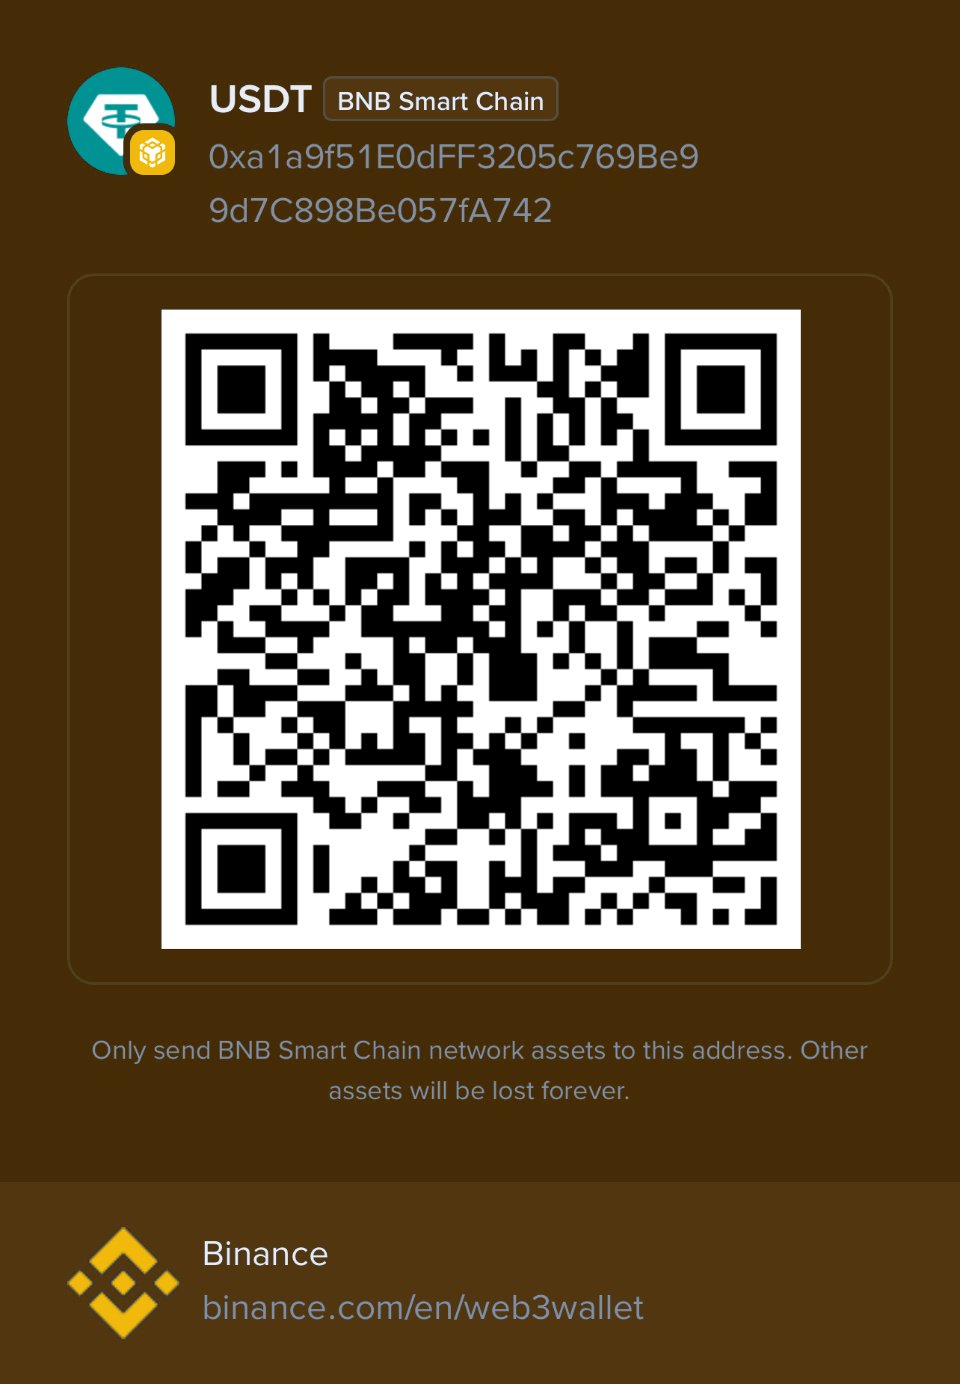 USDT BNB Smart Chain
0xa1a9f51E0dFF3205c769Be9
9d7C898Be057fA742
Only send BNB Smart Chain network assets to this address. Other
assets will be lost forever.
Binance
binance.com/en/web3wallet